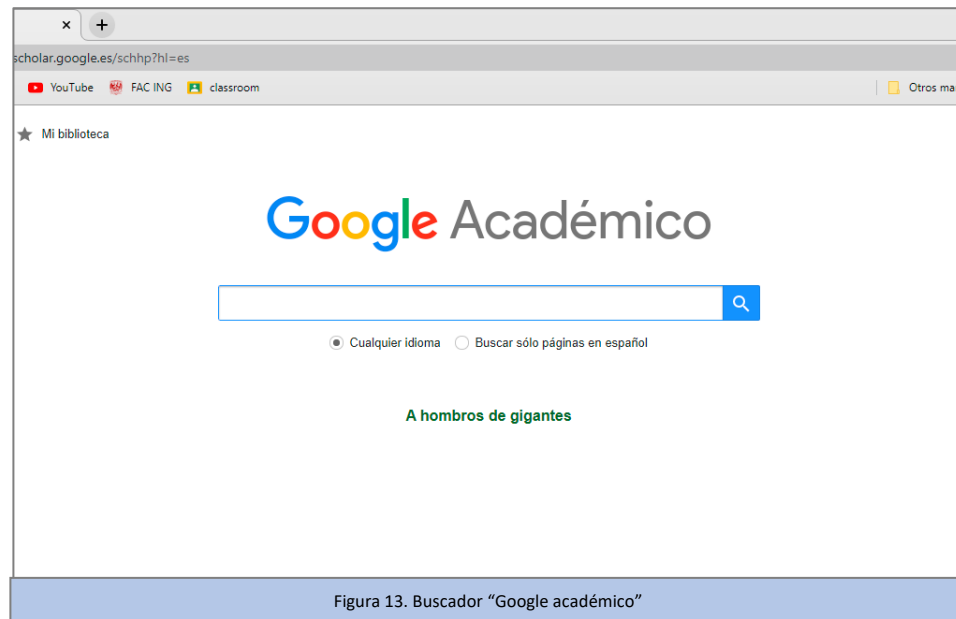 scholar.google.es/schhp?hl=es
YouTube FAC ING classroom Otros ma
Mi biblioteca
Google Académico
Cualquier idioma Buscar sólo páginas en español
A hombros de gigantes
Figura 13. Buscador “Google académico”